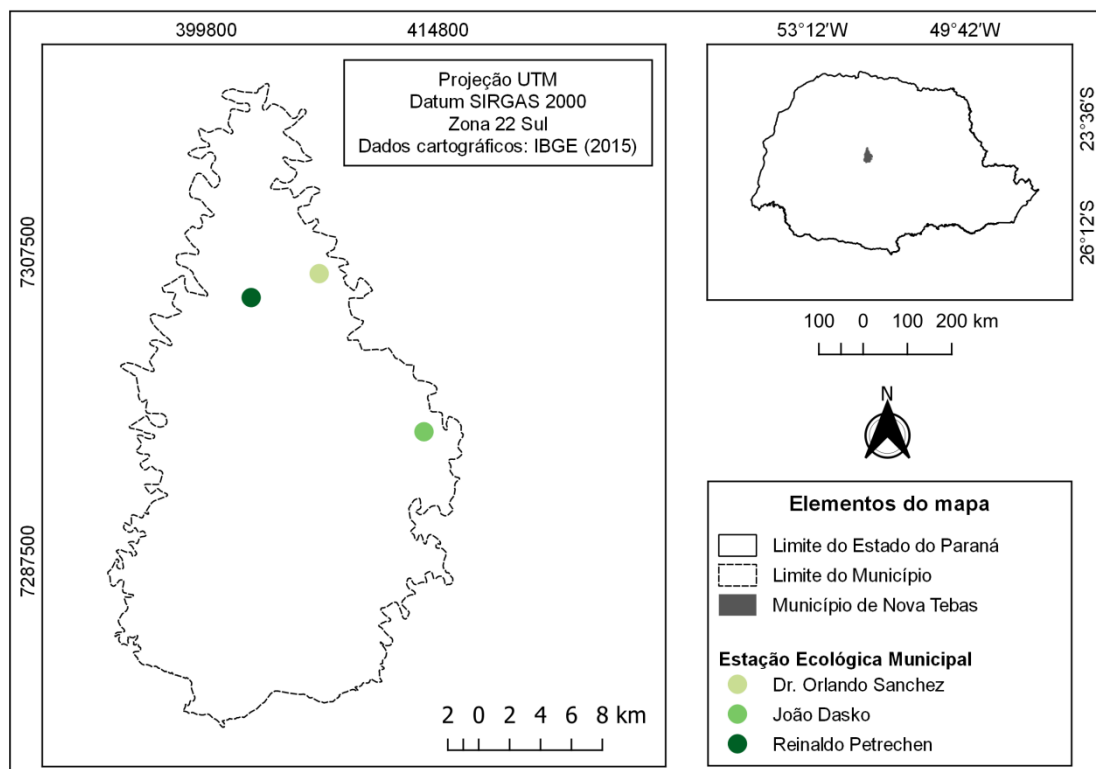 399800 414800
7307500
7287500
Projeção UTM
Datum SIRGAS 2000
Zona 22 Sul
Dados cartográficos: IBGE (2015)
2 0 2 4 6 8 km
53°12'W 49°42'W
23°36'S
26°12'S
100 0 100 200 km
N
Elementos do mapa
Limite do Estado do Paraná
Limite do Município
Município de Nova Tebas
Estação Ecológica Municipal
Dr. Orlando Sanchez
João Dasko
Reinaldo Petrechen